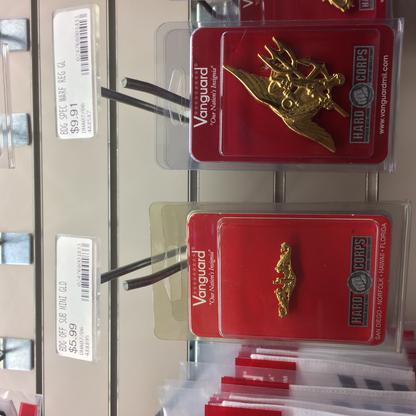 BDG SPEC WARF REG GL
$9.91
Vanguard
"Our Nation's Insignia"
HARD CORPS
www.vanguardmil.com
BDG OFF SUB MINI GLD
$5.99
Vanguard
"Our Nation's Insignia"
HARD CORPS
SAN DIEGO • NORFOLK • HAWAII • FLORIDA